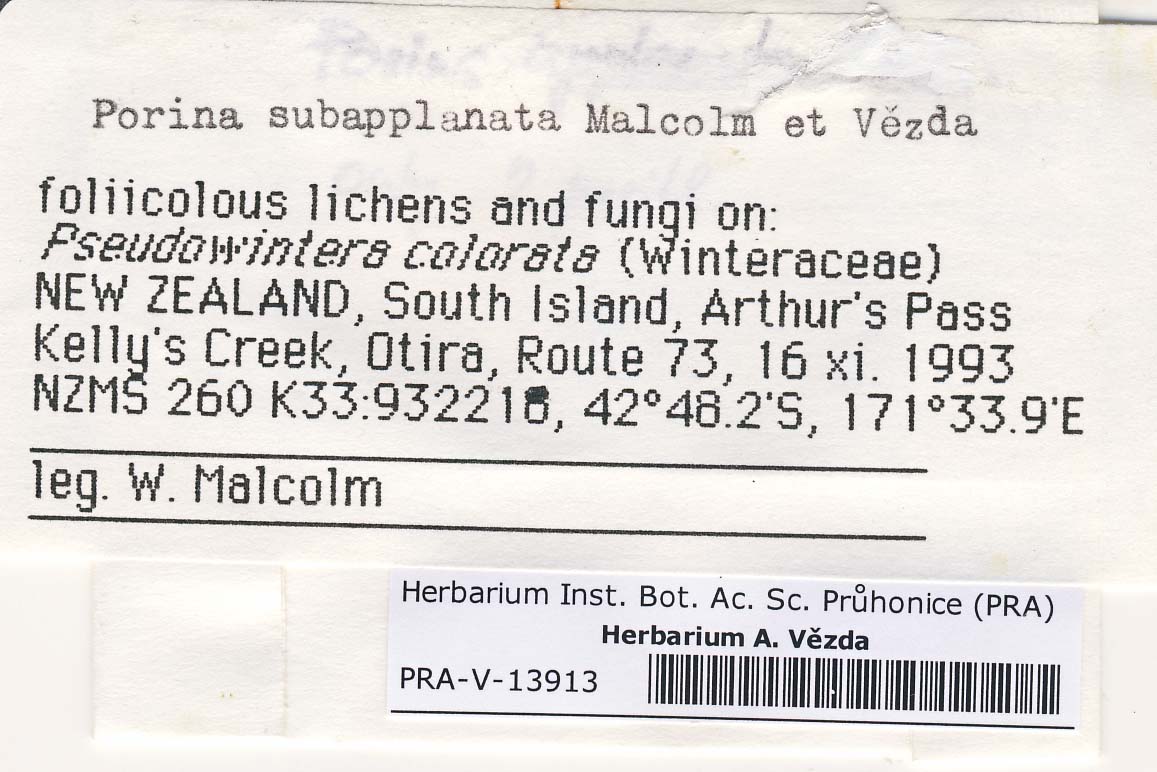 Porina subapplanata Malcolm et Vězda
foliicolous lichens and fungi on:
Pseudowintera colorata (Winteraceae)
NEW ZEALAND, South Island, Arthur's Pass
Kelly's Creek, Otira, Route 73, 16 xi. 1993
NZMS 260 K33:932218, 42°48.2'S, 171°33.9'E
leg. W. Malcolm
Herbarium Inst. Bot. Ac. Sc. Průhonice (PRA)
Herbarium A. Vězda
PRA-V-13913